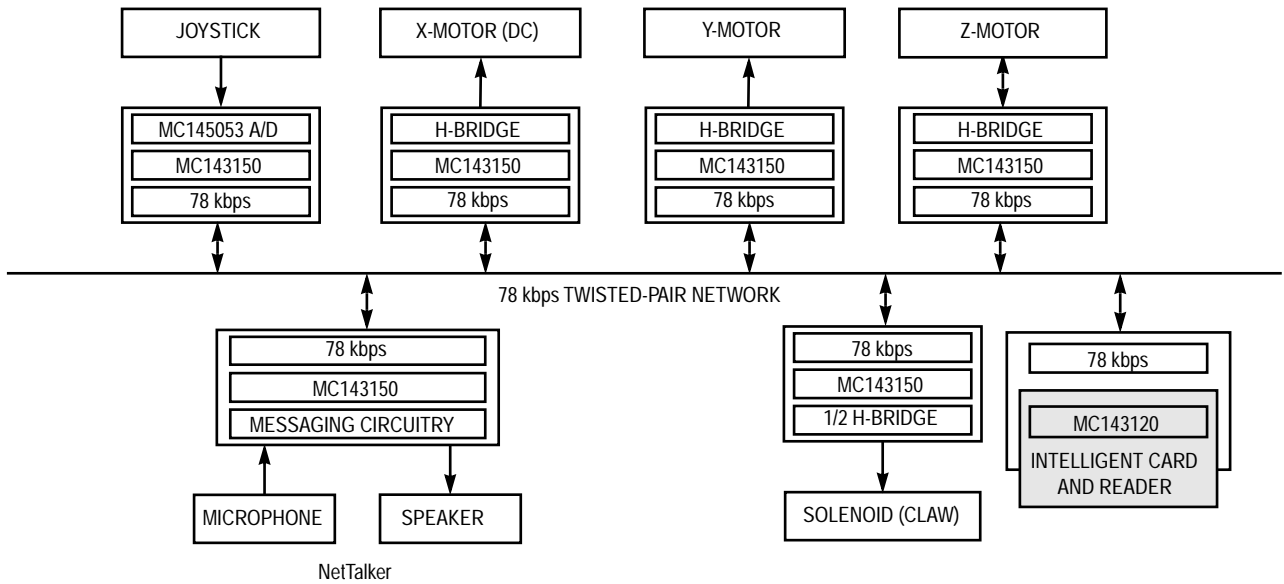 JOYSTICK
X-MOTOR (DC)
Y-MOTOR
Z-MOTOR
MC145053 A/D
MC143150
78 kbps
H-BRIDGE
MC143150
78 kbps
H-BRIDGE
MC143150
78 kbps
H-BRIDGE
MC143150
78 kbps
78 kbps TWISTED-PAIR NETWORK
78 kbps
MC143150
MESSAGING CIRCUITRY
MICROPHONE
SPEAKER
NetTalker
78 kbps
MC143150
1/2 H-BRIDGE
SOLENOID (CLAW)
78 kbps
MC143120
INTELLIGENT CARD
AND READER